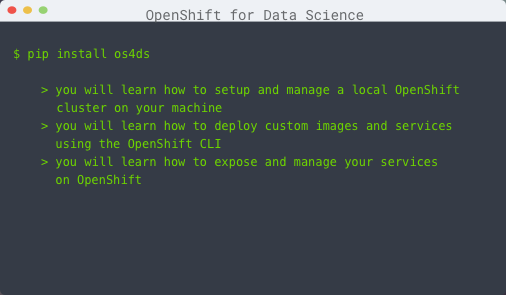 OpenShift for Data Science
$ pip install os4ds
> you will learn how to setup and manage a local OpenShift
cluster on your machine
> you will learn how to deploy custom images and services
using the OpenShift CLI
> you will learn how to expose and manage your services
on OpenShift